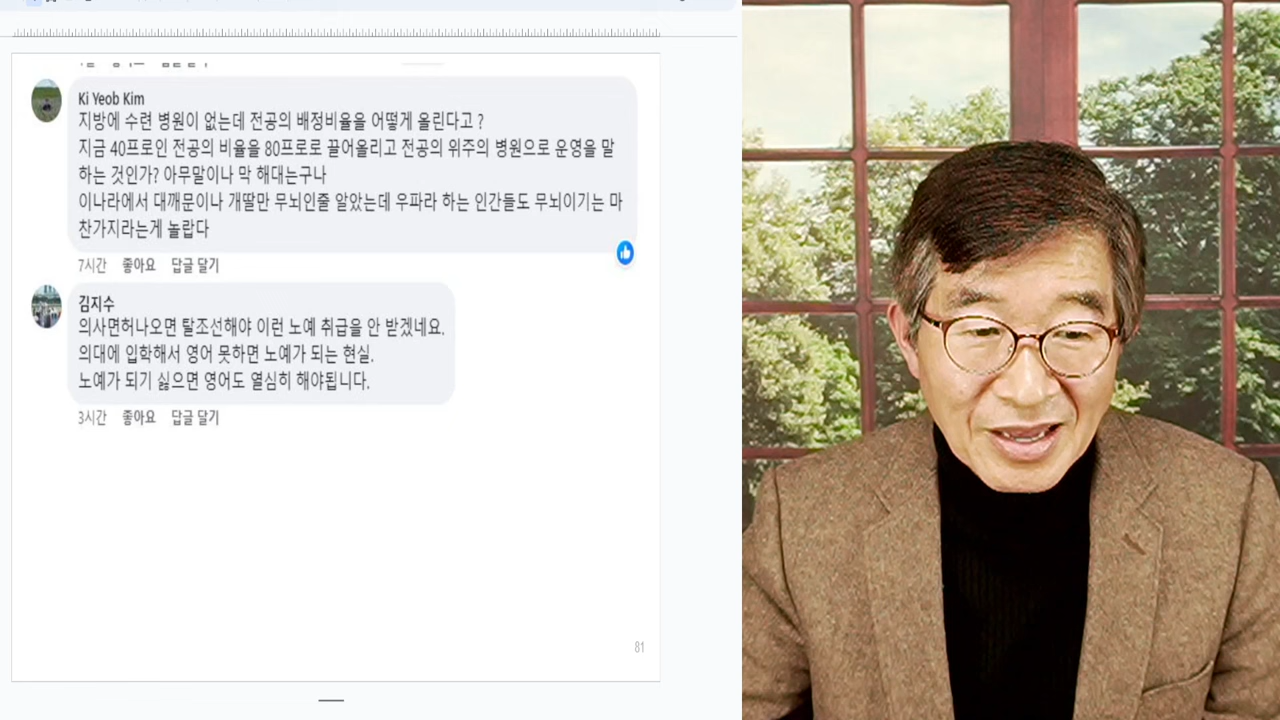 Ki Yeob Kim
지방에 수련 병원이 없는데 전공의 배정비율을 어떻게 올린다고 ?
지금 40프로인 전공의 비율을 80프로로 끌어올리고 전공의 위주의 병원으로 운영을 말
하는 것인가? 아무말이나 막 해대는구나
이나라에서 대깨문이나 개딸만 무뇌인줄 알았는데 우파라 하는 인간들도 무뇌이기는 마
찬가지라는게 놀랍다
7시간 좋아요 답글 달기
김지수
의사면허나오면 탈조선해야 이런 노예 취급을 안 받겠네요.
의대에 입학해서 영어 못하면 노예가 되는 현실.
노예가 되기 싫으면 영어도 열심히 해야됩니다.
3시간 좋아요 답글 달기
81